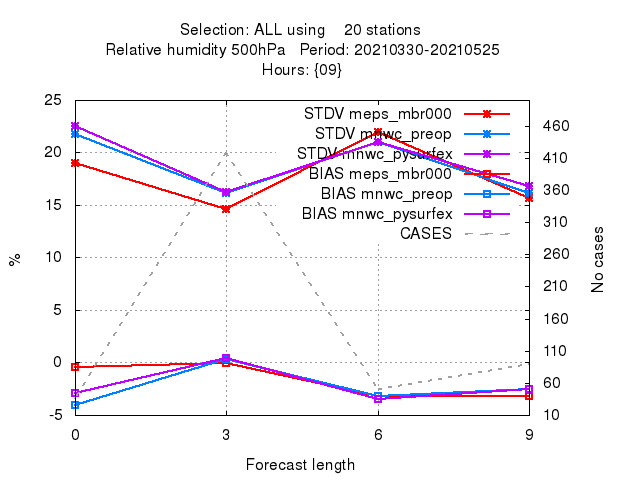 Selection: ALL using 20 stations
Relative humidity 500hPa Period: 20210330-20210525
Hours: {09}
STDV meps_mbr000
STDV mnwc_preop
STDV mnwc_pysurfex
BIAS meps_mbr000
BIAS mnwc_preop
BIAS mnwc_pysurfex
CASES
%
25
20
15
10
5
0
-5
460
410
360
310
260
210
160
110
60
10
No cases
0 3 6 9
Forecast length